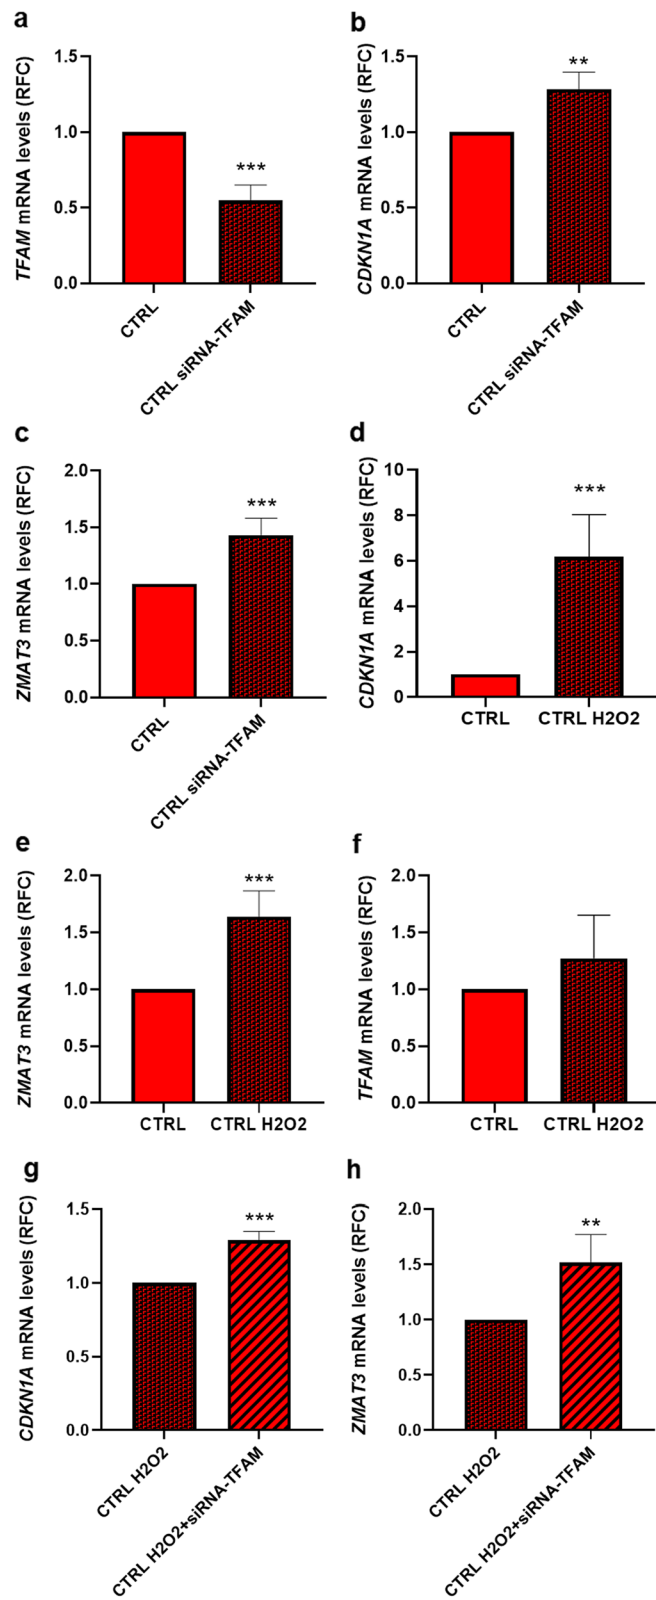 a
TFAM mRNA levels (RFC)
1.5
1.0
0.5
0.0
***
CTRL
CTRL siRNA-TFAM
b
CDKN1A mRNA levels (RFC)
1.5
1.0
0.5
0.0
**
CTRL
CTRL siRNA-TFAM
c
ZMAT3 mRNA levels (RFC)
2.0
1.5
1.0
0.5
0.0
***
CTRL
CTRL siRNA-TFAM
d
CDKN1A mRNA levels (RFC)
10
8
6
4
2
0
***
CTRL
CTRL H2O2
e
ZMAT3 mRNA levels (RFC)
2.0
1.5
1.0
0.5
0.0
***
CTRL
CTRL H2O2
f
TFAM mRNA levels (RFC)
2.0
1.5
1.0
0.5
0.0
CTRL
CTRL H2O2
g
CDKN1A mRNA levels (RFC)
1.5
1.0
0.5
0.0
***
CTRL H2O2
CTRL H2O2+siRNA-TFAM
h
ZMAT3 mRNA levels (RFC)
2.0
1.5
1.0
0.5
0.0
**
CTRL H2O2
CTRL H2O2+siRNA-TFAM